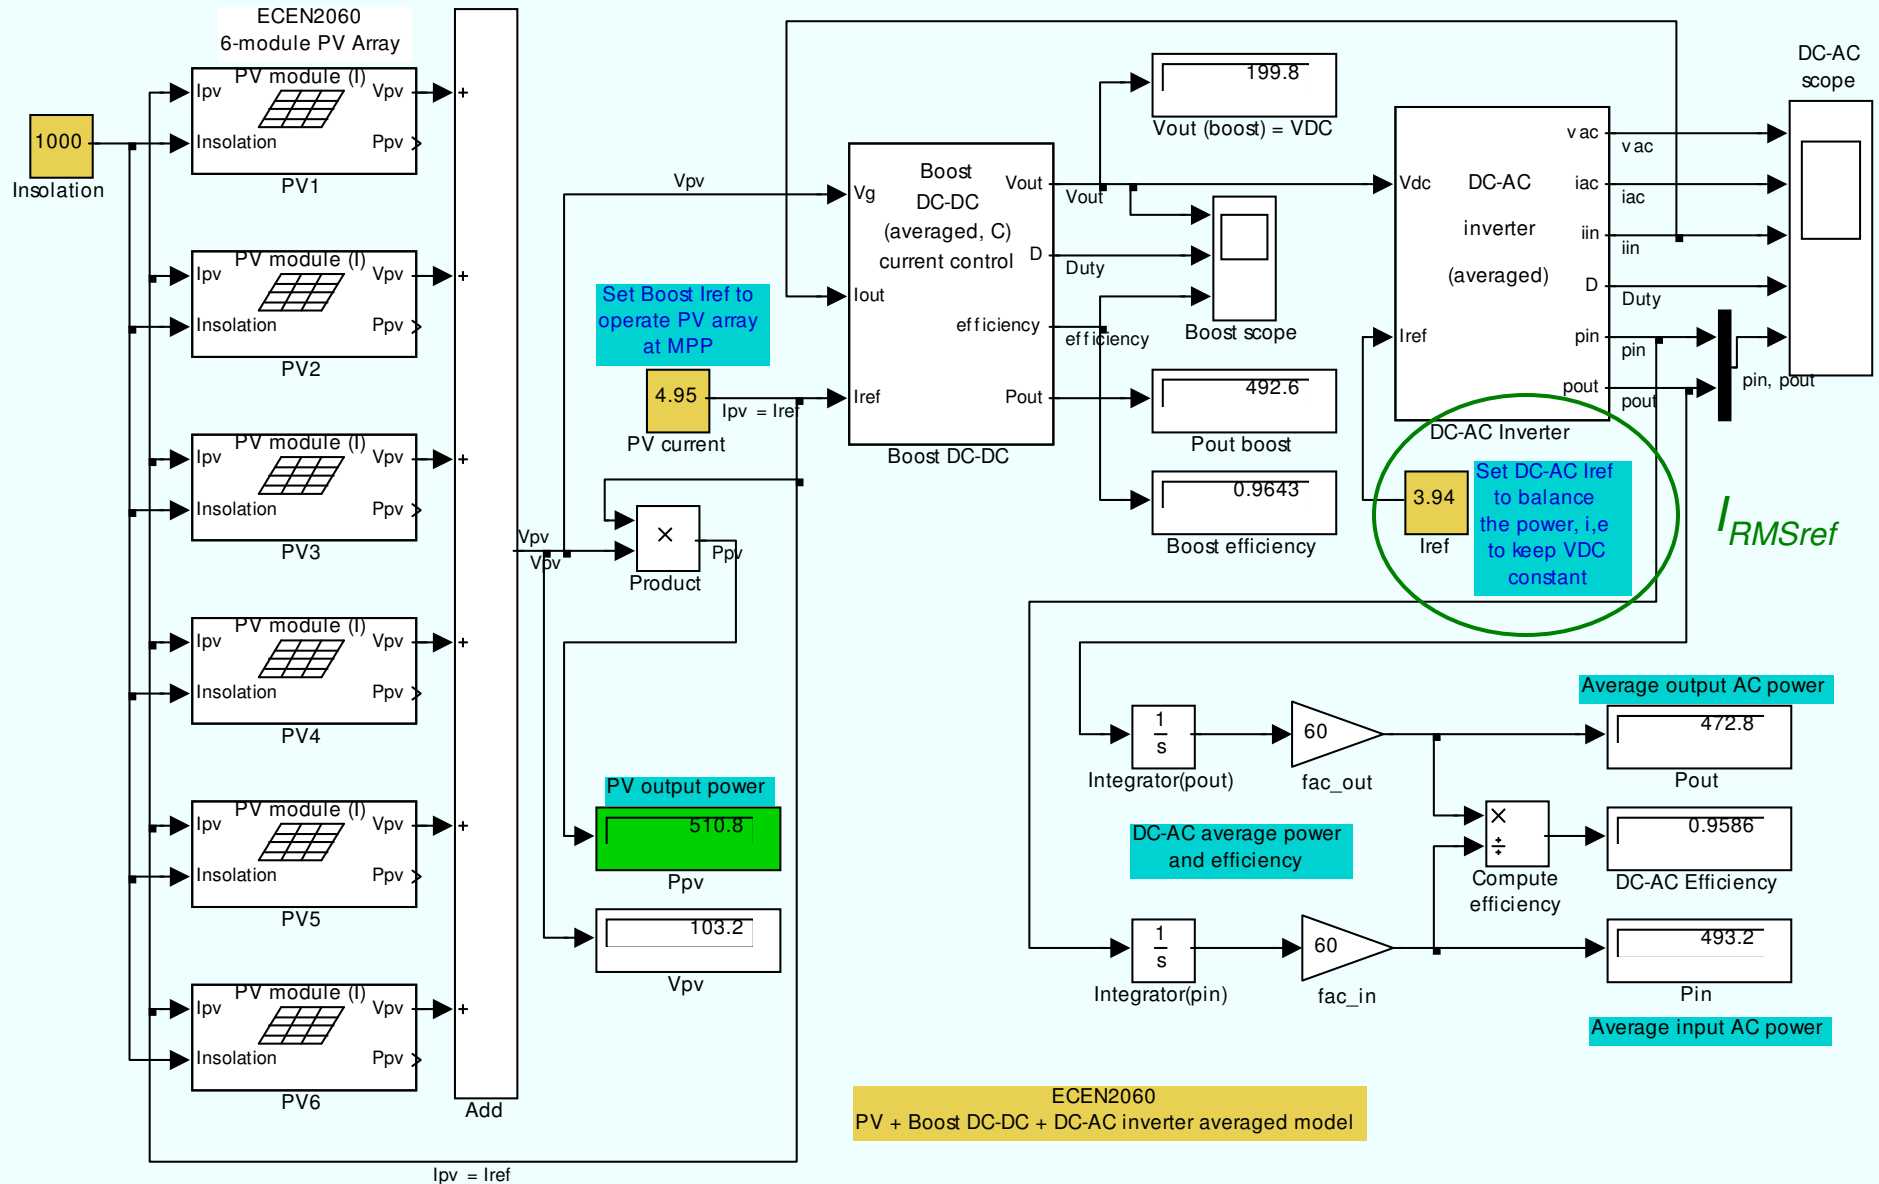 ECEN2060
6-module PV Array
PV module (I)
Ipv
Vpv
Insolation
Ppv
PV1
1000
Insolation
PV module (I)
Ipv
Vpv
Insolation
Ppv
PV2
PV module (I)
Ipv
Vpv
Insolation
Ppv
PV3
PV module (I)
Ipv
Vpv
Insolation
Ppv
PV4
PV module (I)
Ipv
Vpv
Insolation
Ppv
PV5
PV module (I)
Ipv
Vpv
Insolation
Ppv
PV6
+
+
+
+
+
+
Add
Ipv = Iref
Vpv
Vpv
Vpv
Set Boost Iref to
operate PV array
at MPP
4.95
PV current
Ipv = Iref
×
Product
Ppv
PV output power
510.8
Ppv
103.2
Vpv
Boost
DC-DC
(averaged, C)
current control
Vg
Iout
Iref
Vout
D
efficiency
Pout
Boost DC-DC
Vout
Duty
efficiency
199.8
Vout (boost) = VDC
Boost scope
492.6
Pout boost
0.9643
Boost efficiency
DC-AC
inverter
(averaged)
Vdc
Iref
vac
iac
iin
D
pin
pout
DC-AC Inverter
vac
iac
iin
Duty
pin
pout
pin, pout
DC-AC
scope
3.94
Iref
Set DC-AC Iref
to balance
the power, i,e
to keep VDC
constant
IRMSref
1
s
Integrator(pout)
60
fac_out
Average output AC power
472.8
Pout
DC-AC average power
and efficiency
×
÷
Compute
efficiency
0.9586
DC-AC Efficiency
1
s
Integrator(pin)
60
fac_in
493.2
Pin
Average input AC power
ECEN2060
PV + Boost DC-DC + DC-AC inverter averaged model